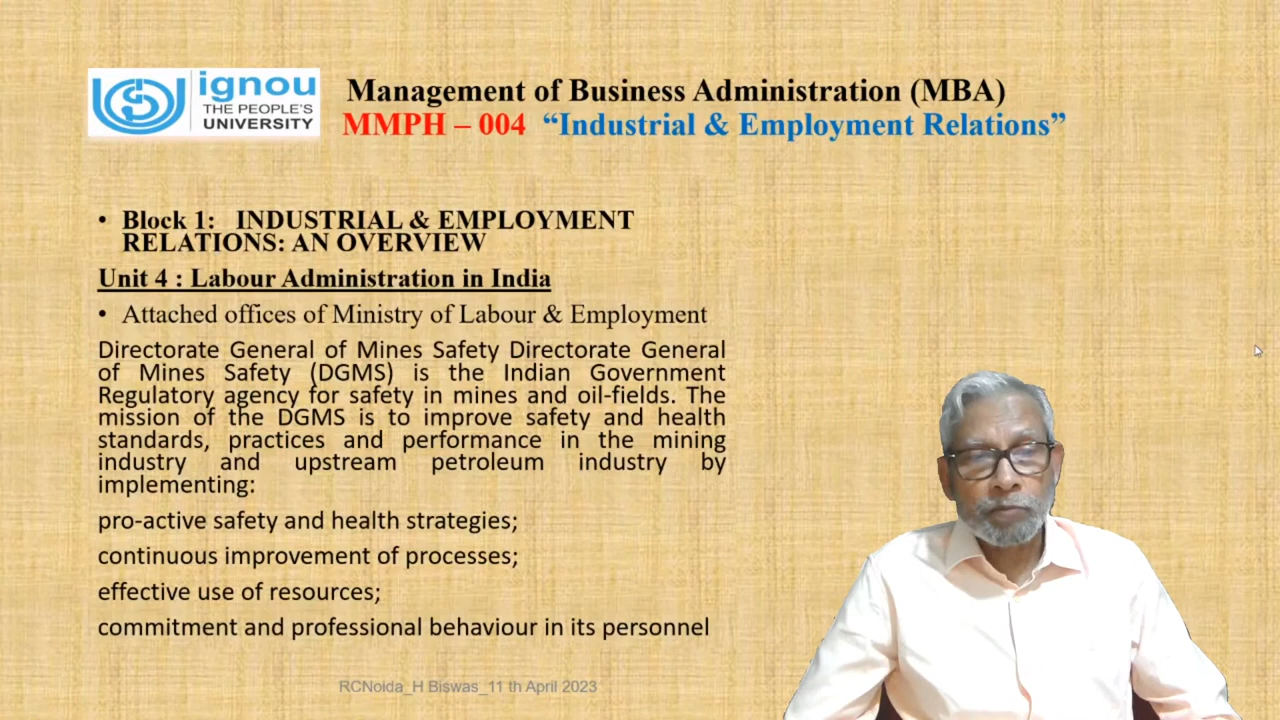 ignou
THE PEOPLE'S
UNIVERSITY
Management of Business Administration (MBA)
MMPH – 004 “Industrial & Employment Relations”
• Block 1: INDUSTRIAL & EMPLOYMENT
RELATIONS: AN OVERVIEW
Unit 4 : Labour Administration in India
• Attached offices of Ministry of Labour & Employment
Directorate General of Mines Safety Directorate General
of Mines Safety (DGMS) is the Indian Government
Regulatory agency for safety in mines and oil-fields. The
mission of the DGMS is to improve safety and health
standards, practices and performance in the mining
industry and upstream petroleum industry by
implementing:
pro-active safety and health strategies;
continuous improvement of processes;
effective use of resources;
commitment and professional behaviour in its personnel
RCNoida_H Biswas_11 th April 2023